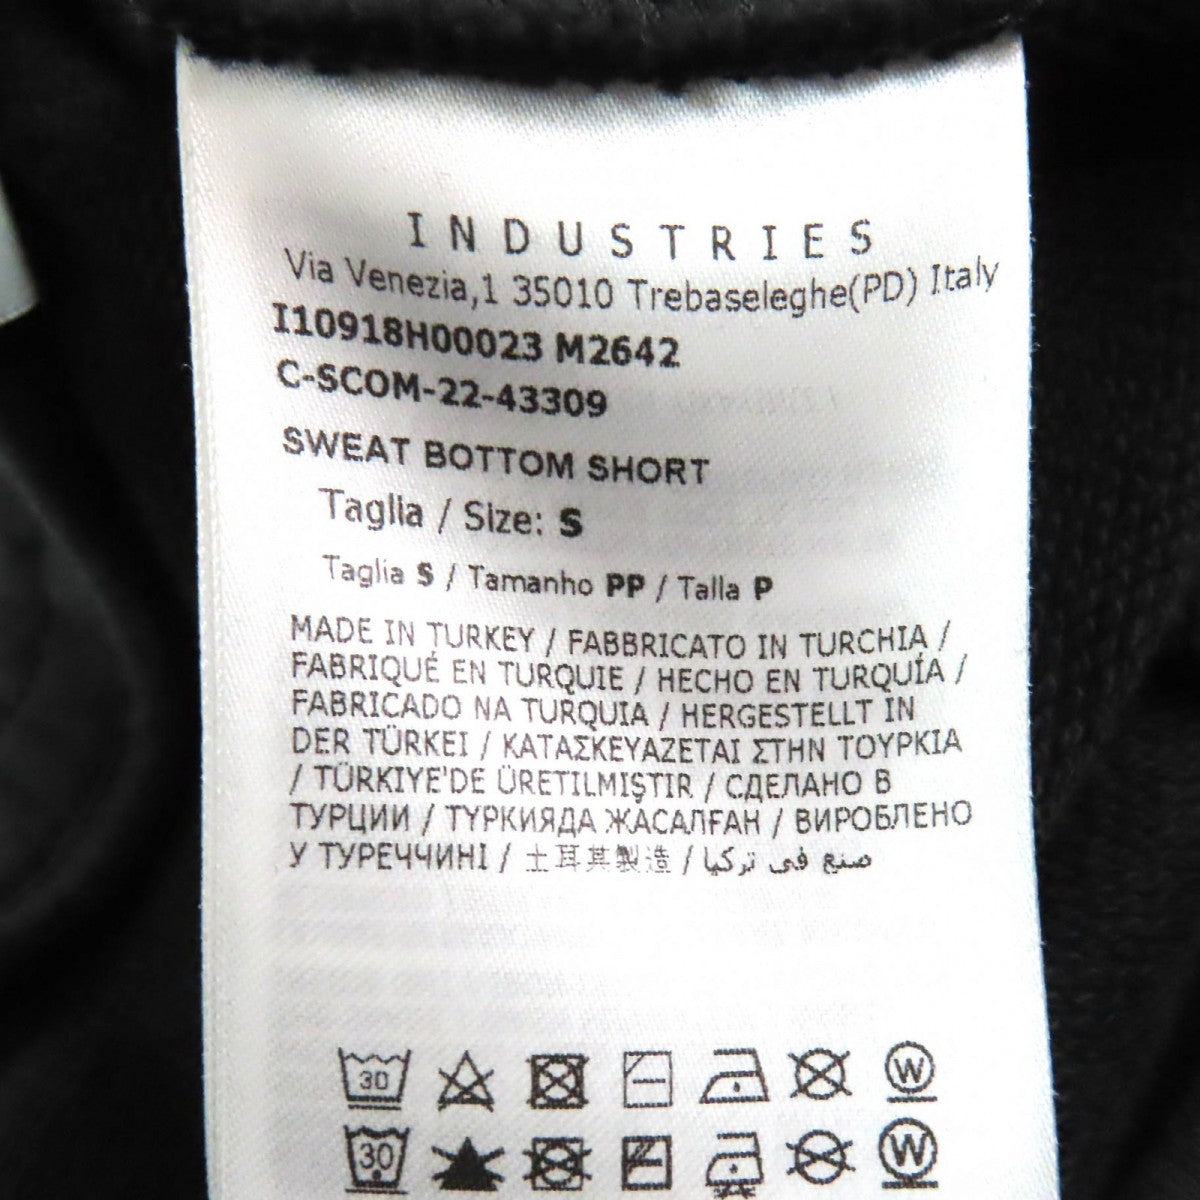 INDUSTRIES
Via Venezia,1 35010 Trebaseleghe(PD) Italy
I10918H00023 M2642
C-SCOM-22-43309
SWEAT BOTTOM SHORT
Taglia / Size: S
Taglia S / Tamanho PP / Talla P
MADE IN TURKEY / FABBRICATO IN TURCHIA /
FABRIQUÉ EN TURQUIE / HECHO EN TURQUÍA /
FABRICADO NA TURQUIA / HERGESTELLT IN
DER TÜRKEI / ΚΑΤΑΣΚΕΥΑΖΕΤΑΙ ΣΤΗΝ ΤΟΥΡΚΙΑ
/ TÜRKIYE'DE ÜRETILMIŞTIR / СДЕЛАНО В
ТУРЦИИ / ТҮРКИЯДА ЖАСАЛҒАН / ВИРОБЛЕНО
У ТУРЕЧЧИНІ / 土耳其製造 / صنع في تركيا
30 W
30 W